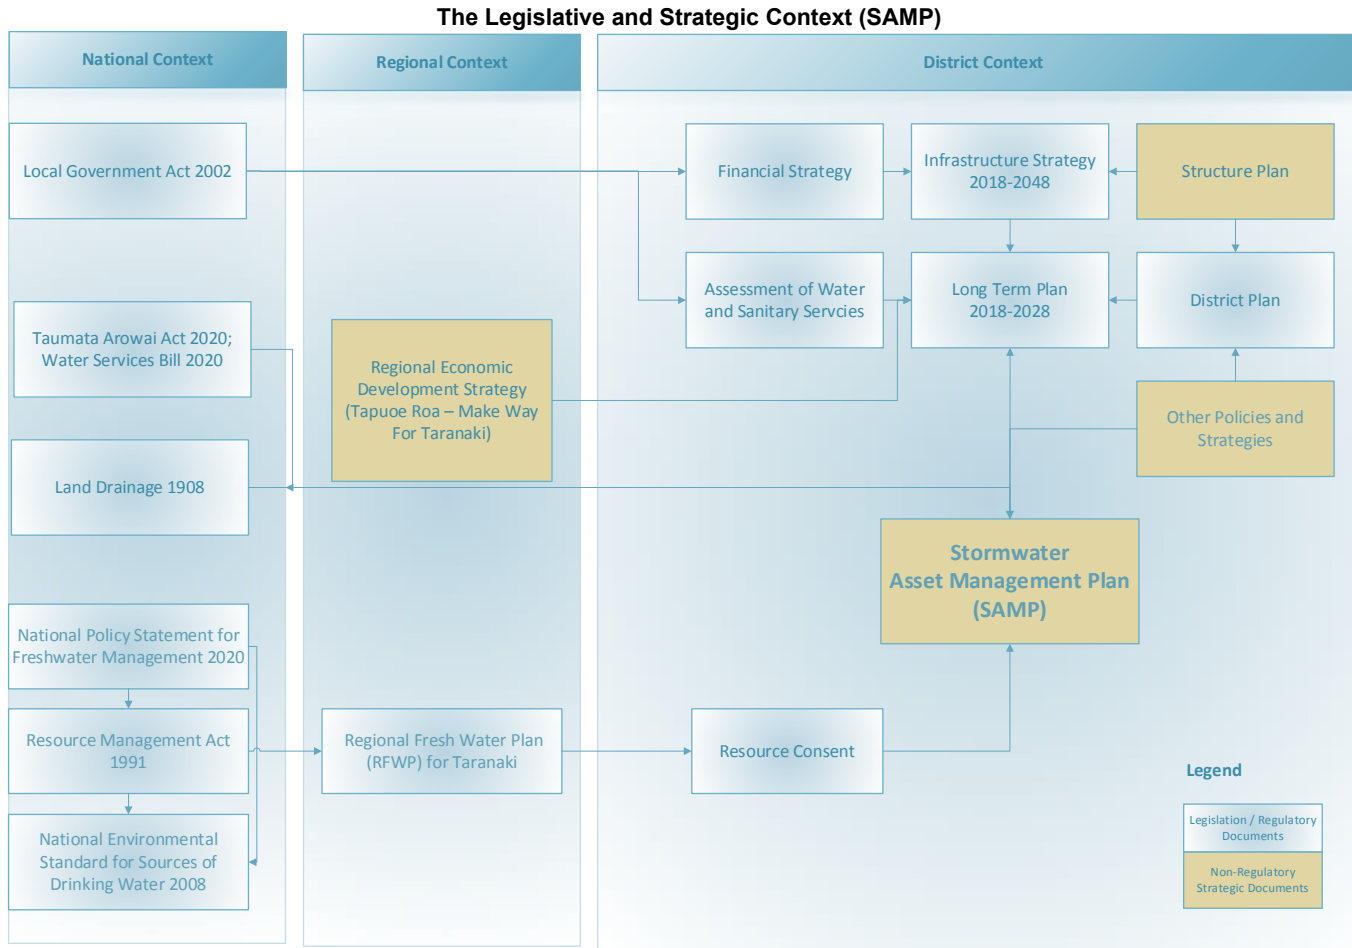 The Legislative and Strategic Context (SAMP)
National Context
Regional Context
District Context
Local Government Act 2002
Financial Strategy
Infrastructure Strategy
2018-2048
Structure Plan
Assessment of Water
and Sanitary Servcies
Long Term Plan
2018-2028
District Plan
Taumata Arowai Act 2020;
Water Services Bill 2020
Regional Economic
Development Strategy
(Tapuoe Roa – Make Way
For Taranaki)
Other Policies and
Strategies
Land Drainage 1908
Stormwater
Asset Management Plan
(SAMP)
National Policy Statement for
Freshwater Management 2020
Resource Management Act
1991
Regional Fresh Water Plan
(RFWP) for Taranaki
Resource Consent
National Environmental
Standard for Sources of
Drinking Water 2008
Legend
Legislation / Regulatory
Documents
Non-Regulatory
Strategic Documents